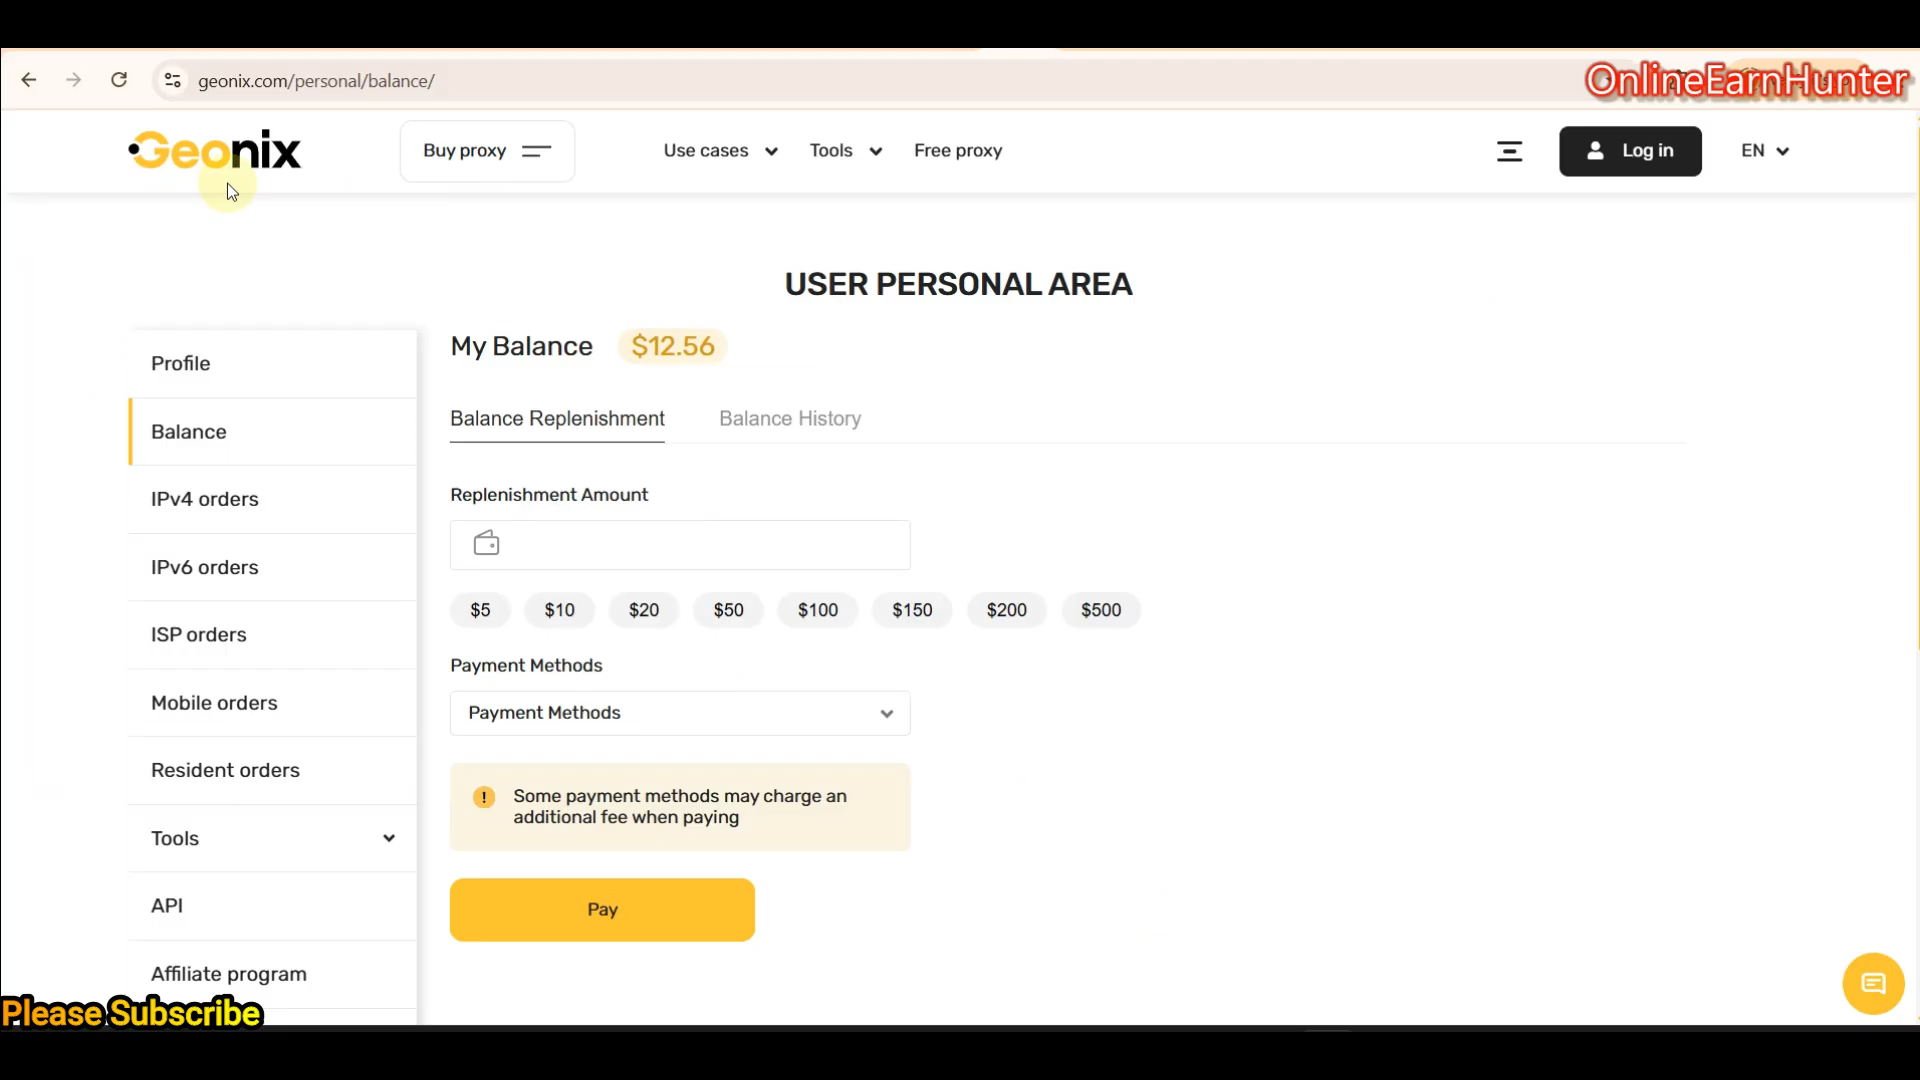 geonix.com/personal/balance/
OnlineEarnHunter
Geonix
Buy proxy
Use cases
Tools
Free proxy
Log in
EN
USER PERSONAL AREA
Profile
Balance
IPv4 orders
IPv6 orders
ISP orders
Mobile orders
Resident orders
Tools
API
Affiliate program
My Balance $12.56
Balance Replenishment Balance History
Replenishment Amount
$5 $10 $20 $50 $100 $150 $200 $500
Payment Methods
Payment Methods
! Some payment methods may charge an
additional fee when paying
Pay
Please Subscribe